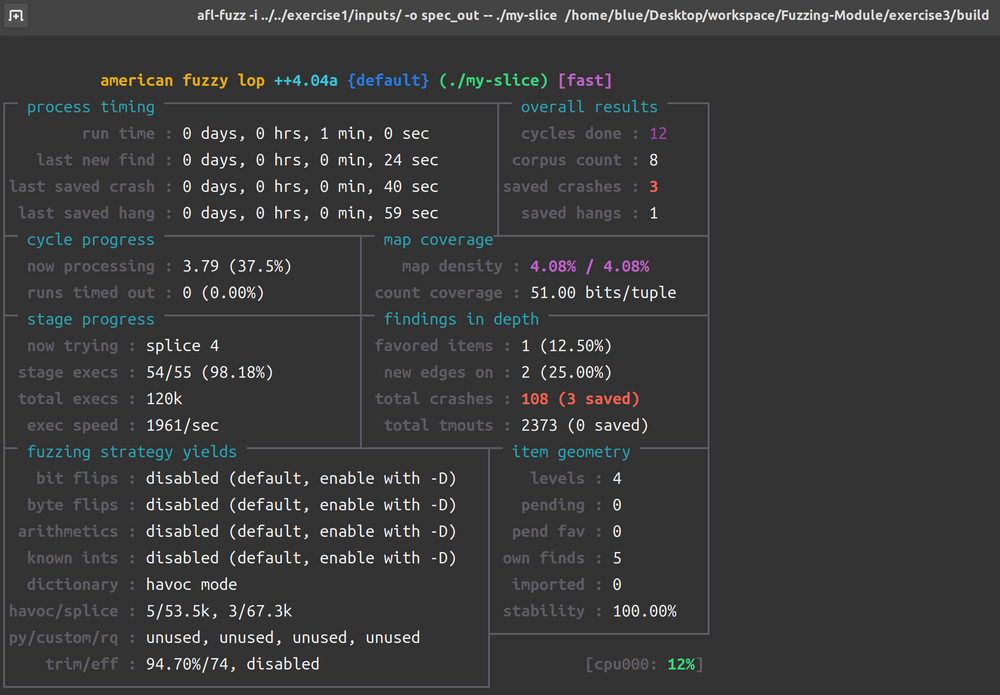 afl-fuzz -i ../../exercise1/inputs/ -o spec_out -- ./my-slice /home/blue/Desktop/workspace/Fuzzing-Module/exercise3/build
american fuzzy lop ++4.04a {default} (./my-slice) [fast]
process timing
run time : 0 days, 0 hrs, 1 min, 0 sec
last new find : 0 days, 0 hrs, 0 min, 24 sec
last saved crash : 0 days, 0 hrs, 0 min, 40 sec
last saved hang : 0 days, 0 hrs, 0 min, 59 sec
overall results
cycles done : 12
corpus count : 8
saved crashes : 3
saved hangs : 1
cycle progress
now processing : 3.79 (37.5%)
runs timed out : 0 (0.00%)
map coverage
map density : 4.08% / 4.08%
count coverage : 51.00 bits/tuple
stage progress
now trying : splice 4
stage execs : 54/55 (98.18%)
total execs : 120k
exec speed : 1961/sec
findings in depth
favored items : 1 (12.50%)
new edges on : 2 (25.00%)
total crashes : 108 (3 saved)
total tmouts : 2373 (0 saved)
fuzzing strategy yields
bit flips : disabled (default, enable with -D)
byte flips : disabled (default, enable with -D)
arithmetics : disabled (default, enable with -D)
known ints : disabled (default, enable with -D)
dictionary : havoc mode
havoc/splice : 5/53.5k, 3/67.3k
py/custom/rq : unused, unused, unused, unused
trim/eff : 94.70%/74, disabled
item geometry
levels : 4
pending : 0
pend fav : 0
own finds : 5
imported : 0
stability : 100.00%
[cpu000: 12%]